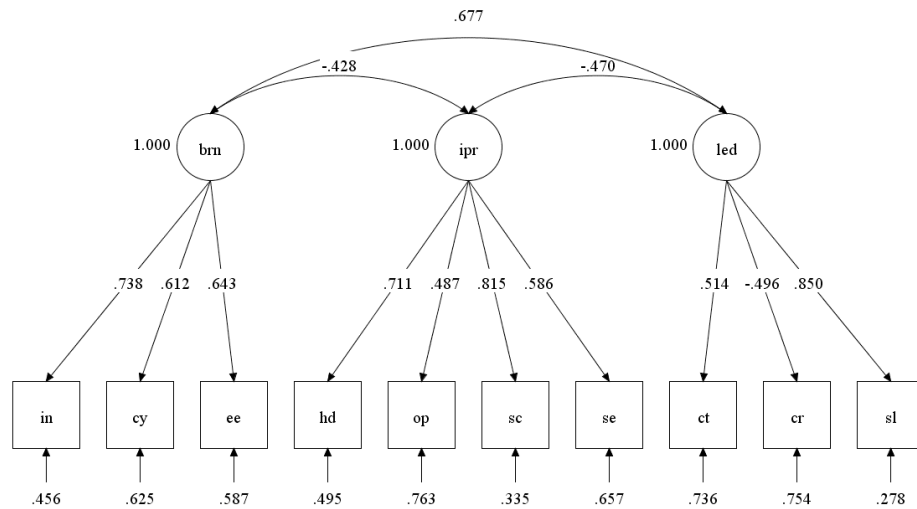 .677
-.428 -.470
1.000 brn 1.000 ipr 1.000 led
.738 .612 .643 .711 .487 .815 .586 .514 -.496 .850
in cy ee hd op sc se ct cr sl
.456 .625 .587 .495 .763 .335 .657 .736 .754 .278